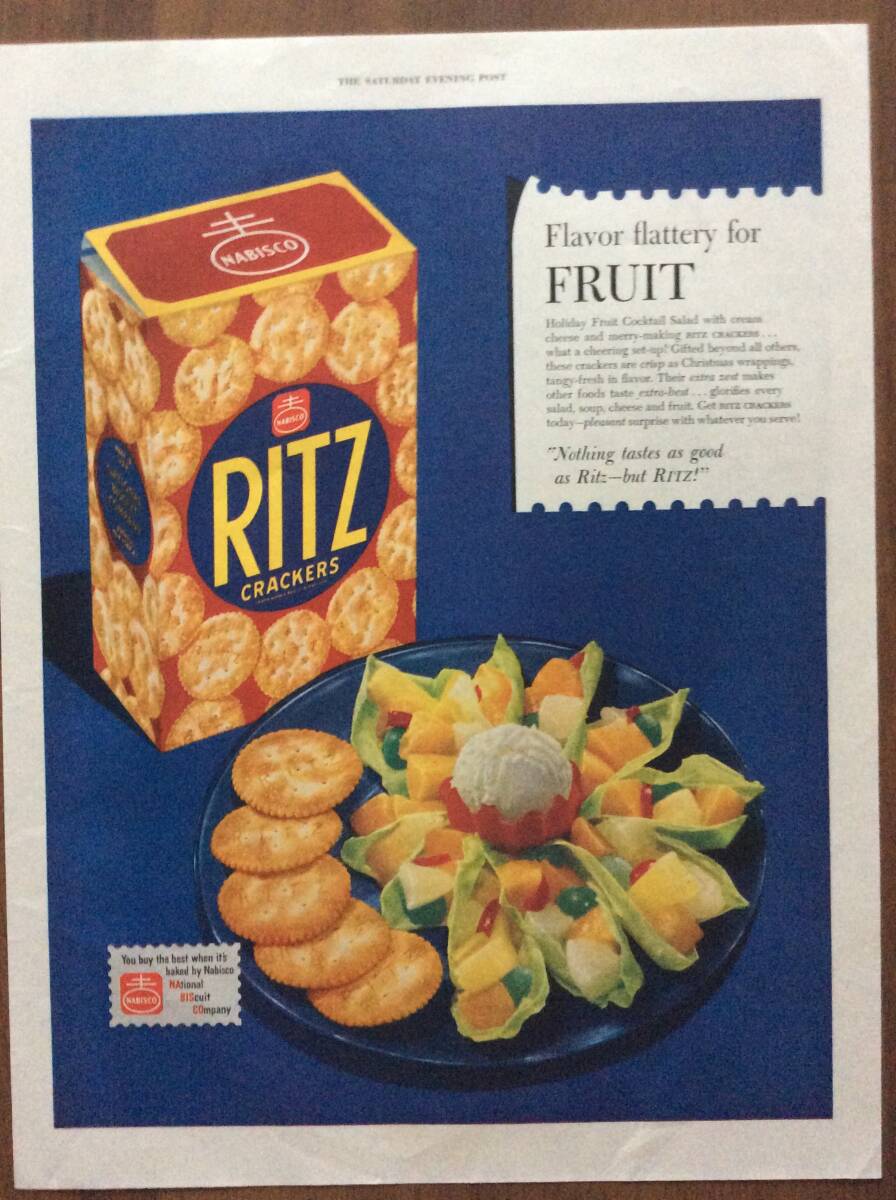 THE SATURDAY EVENING POST
NABISCO
NABISCO
RITZ
CRACKERS
Flavor flattery for
FRUIT
Holiday Fruit Cocktail Salad with cream
cheese and merry-making RITZ CRACKERS...
what a cheering set-up! Gifted beyond all others,
these crackers are crisp as Christmas wrappings,
tangy-fresh in flavor. Their extra zest makes
other foods taste extra-best...glorifies every
salad, soup, cheese and fruit. Get RITZ CRACKERS
today—pleasant surprise with whatever you serve!
"Nothing tastes as good
as Ritz—but RITZ!"
You buy the best when it's
baked by Nabisco
NAtional
BIScuit
COmpany
NABISCO